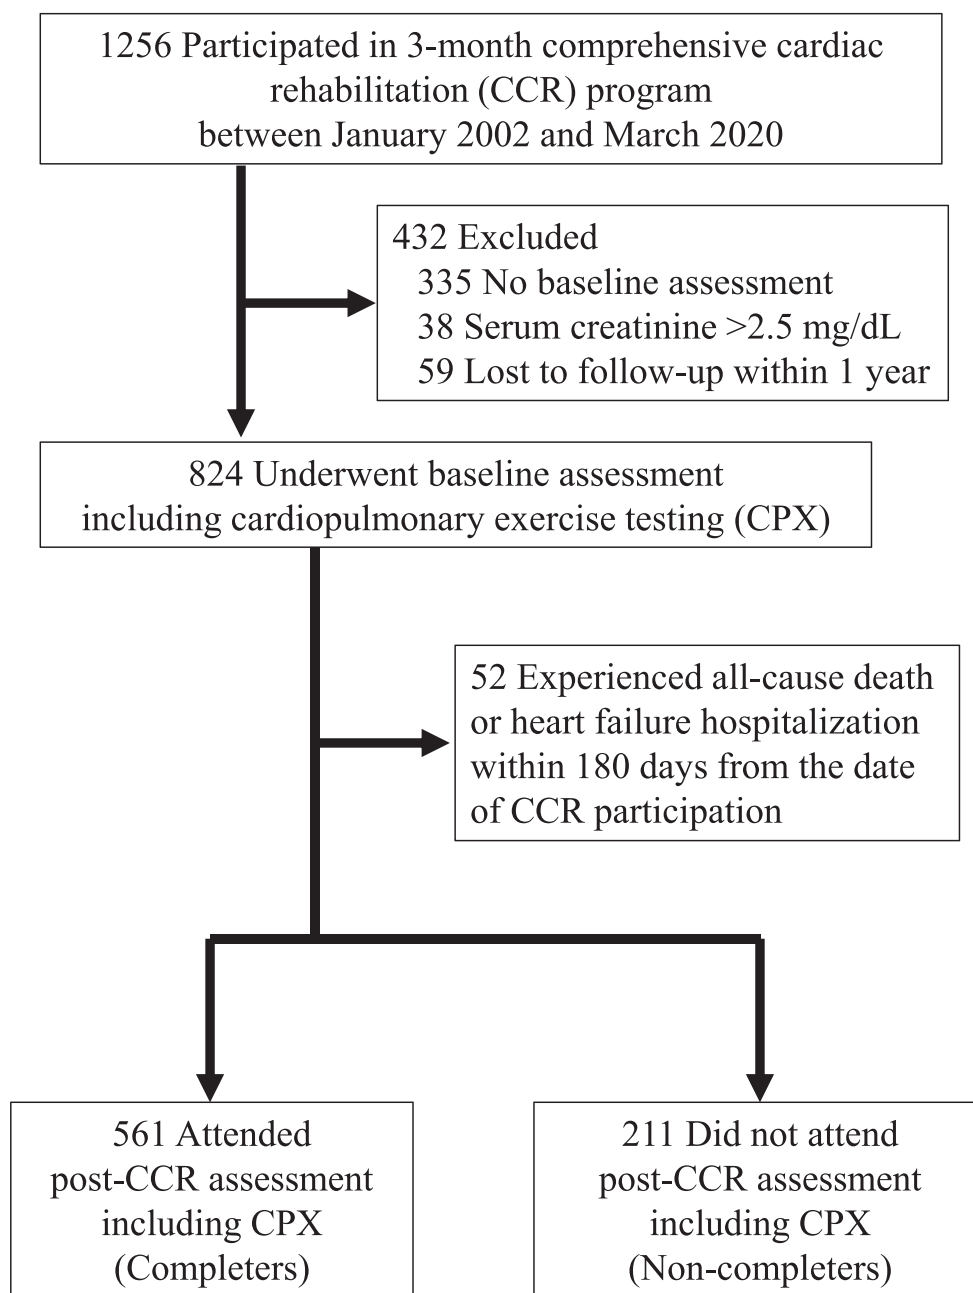 1256 Participated in 3-month comprehensive cardiac
rehabilitation (CCR) program
between January 2002 and March 2020
432 Excluded
335 No baseline assessment
38 Serum creatinine >2.5 mg/dL
59 Lost to follow-up within 1 year
824 Underwent baseline assessment
including cardiopulmonary exercise testing (CPX)
52 Experienced all-cause death
or heart failure hospitalization
within 180 days from the date
of CCR participation
561 Attended
post-CCR assessment
including CPX
(Completers)
211 Did not attend
post-CCR assessment
including CPX
(Non-completers)